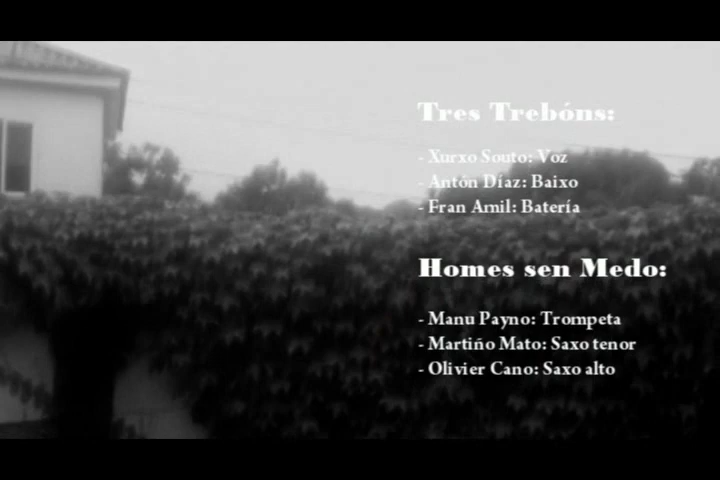 Tres Trebóns:
- Xurxo Souto: Voz
- Antón Díaz: Baixo
- Fran Amil: Batería
Homes sen Medo:
- Manu Payno: Trompeta
- Martiño Mato: Saxo tenor
- Olivier Cano: Saxo alto